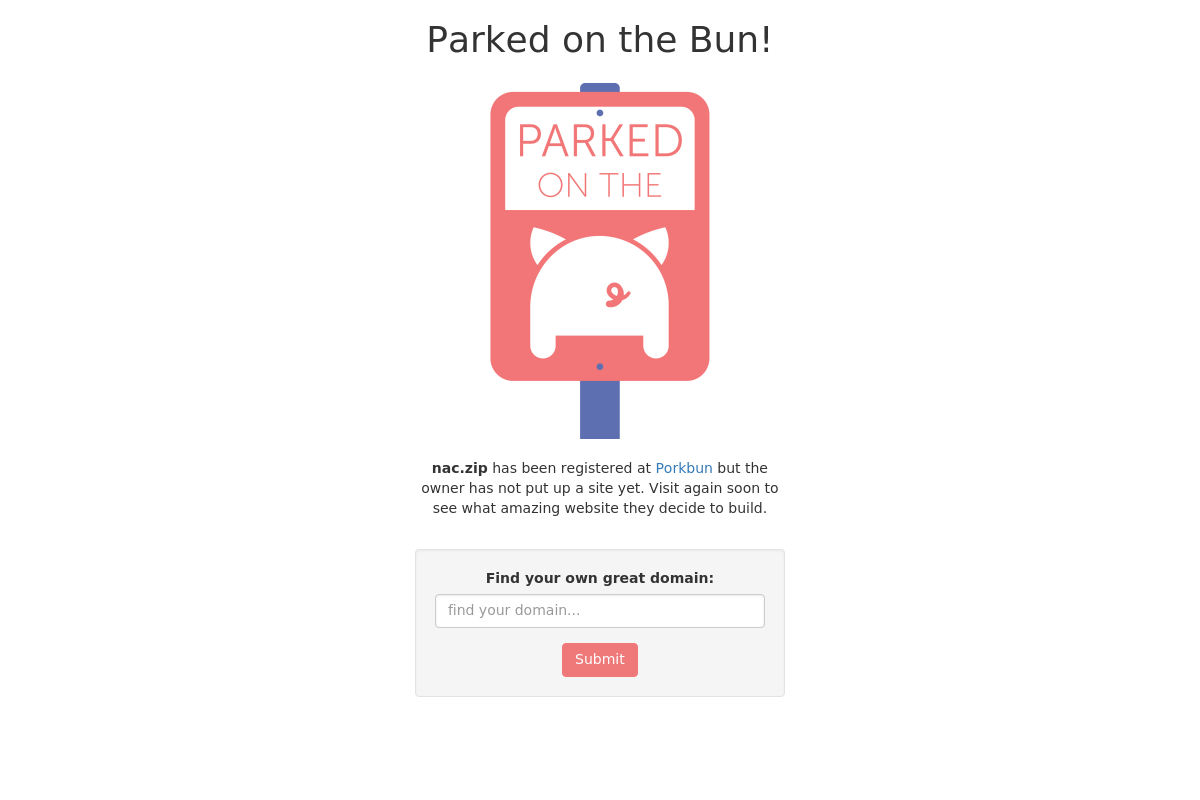 Parked on the Bun!
PARKED
ON THE
nac.zip has been registered at Porkbun but the
owner has not put up a site yet. Visit again soon to
see what amazing website they decide to build.
Find your own great domain:
find your domain...
Submit